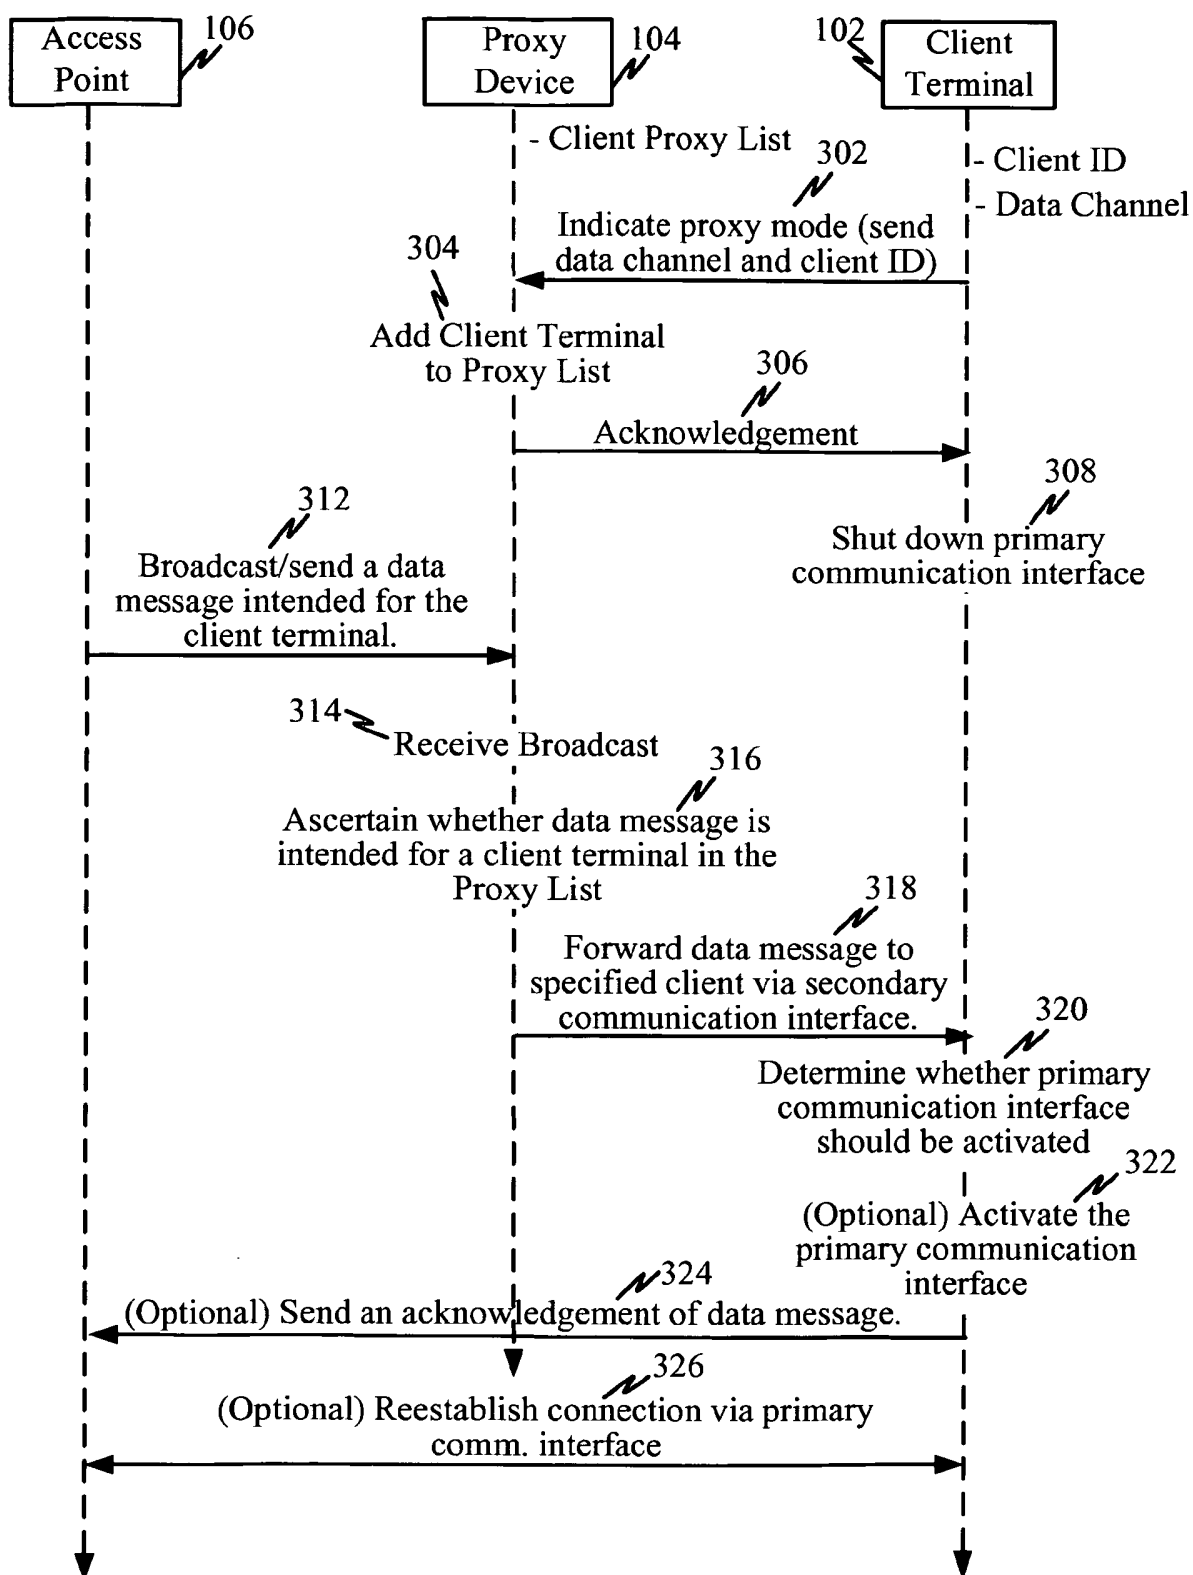 Access
Point
106
Proxy
Device
104
102
Client
Terminal
- Client Proxy List
- Client ID
- Data Channel
302
Indicate proxy mode (send
data channel and client ID)
304
Add Client Terminal
to Proxy List
306
Acknowledgement
308
Shut down primary
communication interface
312
Broadcast/send a data
message intended for the
client terminal.
314
Receive Broadcast
316
Ascertain whether data message is
intended for a client terminal in the
Proxy List
318
Forward data message to
specified client via secondary
communication interface.
320
Determine whether primary
communication interface
should be activated
322
(Optional) Activate the
primary communication
interface
324
(Optional) Send an acknowledgement of data message.
326
(Optional) Reestablish connection via primary
comm. interface